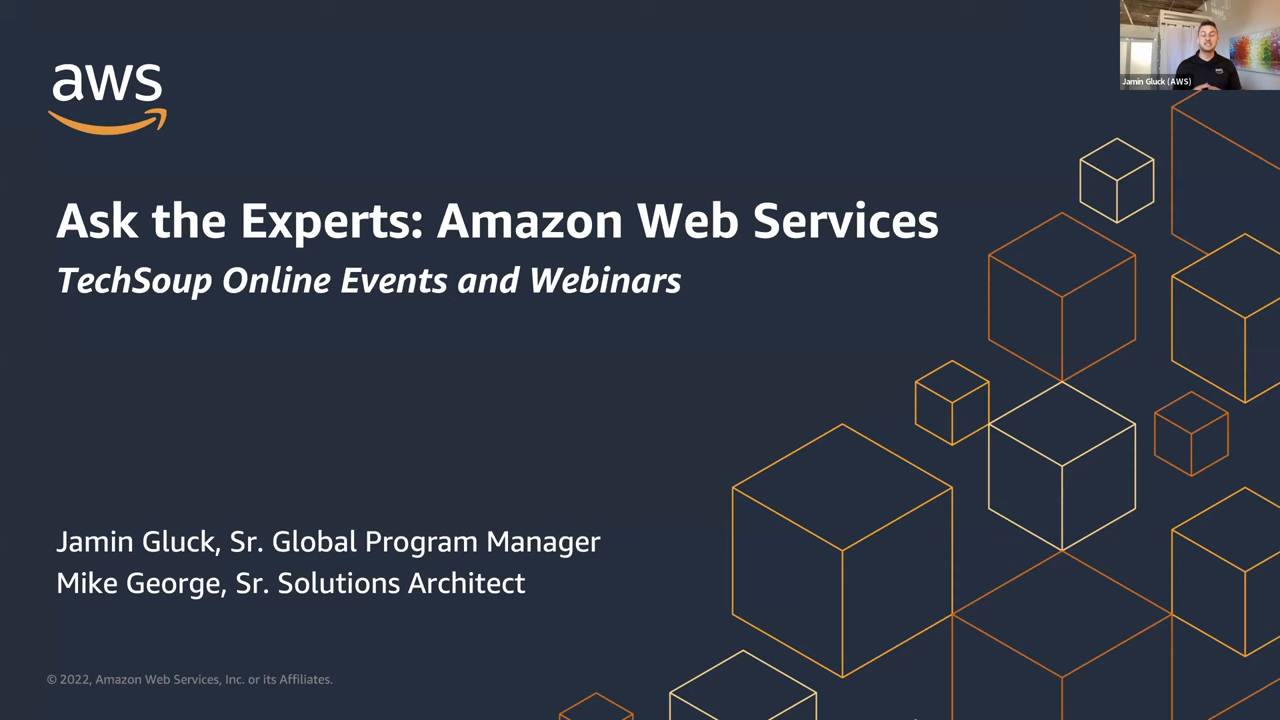 aws
Jamin Gluck (AWS)
Ask the Experts: Amazon Web Services
TechSoup Online Events and Webinars
Jamin Gluck, Sr. Global Program Manager
Mike George, Sr. Solutions Architect
© 2022, Amazon Web Services, Inc. or its Affiliates.